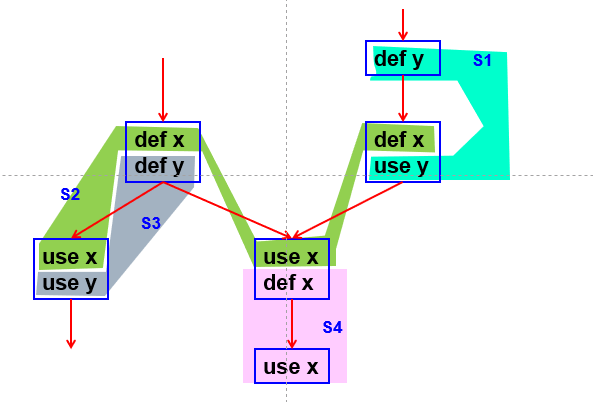 def y
S1
def x
def y
def x
use y
S2
S3
use x
use y
use x
def x
S4
use x